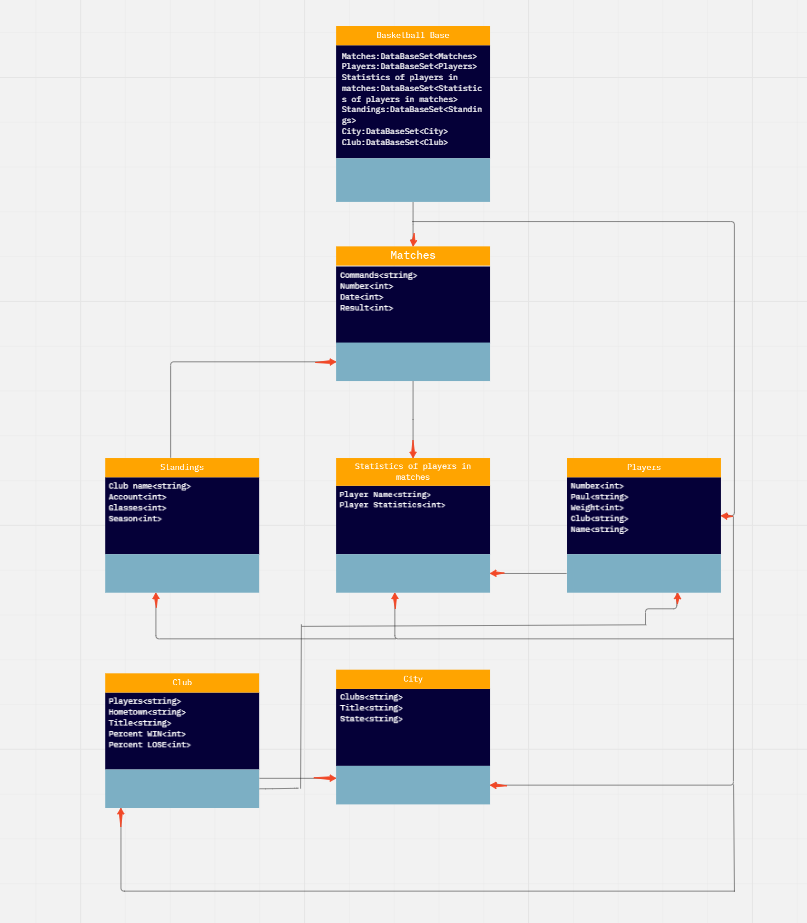 Basketball Base
Matches:DataBaseSet<Matches>
Players:DataBaseSet<Players>
Statistics of players in
matches:DataBaseSet<Statistic
s of players in matches>
Standings:DataBaseSet<Standin
gs>
City:DataBaseSet<City>
Club:DataBaseSet<Club>
Matches
Commands<string>
Number<int>
Date<int>
Result<int>
Standings
Club name<string>
Account<int>
Glasses<int>
Season<int>
Statistics of players in
matches
Player Name<string>
Player Statistics<int>
Players
Number<int>
Paul<string>
Weight<int>
Club<string>
Name<string>
Club
Players<string>
Hometown<string>
Title<string>
Percent WIN<int>
Percent LOSE<int>
City
Clubs<string>
Title<string>
State<string>